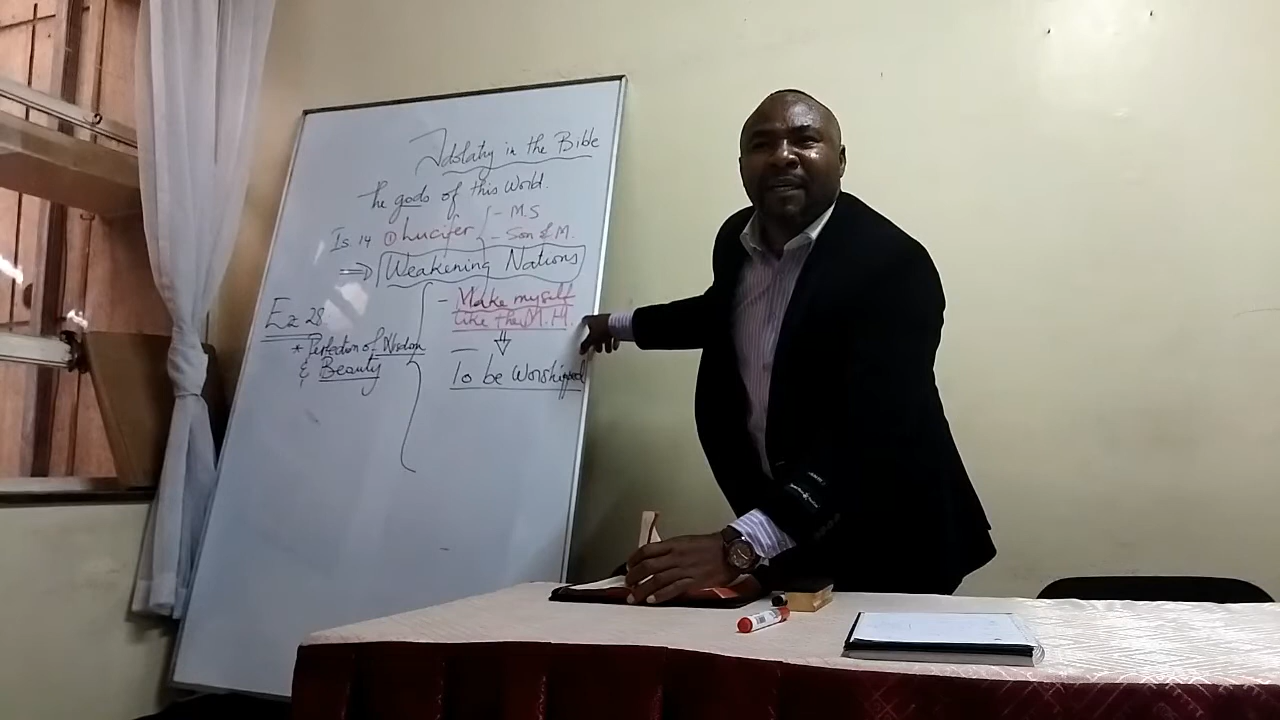 Idolatry in the Bible
The gods of this World.
Is 14 ① Lucifer { - M.S
- Son of M.
⇒ Weakening Nations
- Make myself
like the M.H.
Ez 28
* Perfection of Wisdom
& Beauty
- To be Worshipped